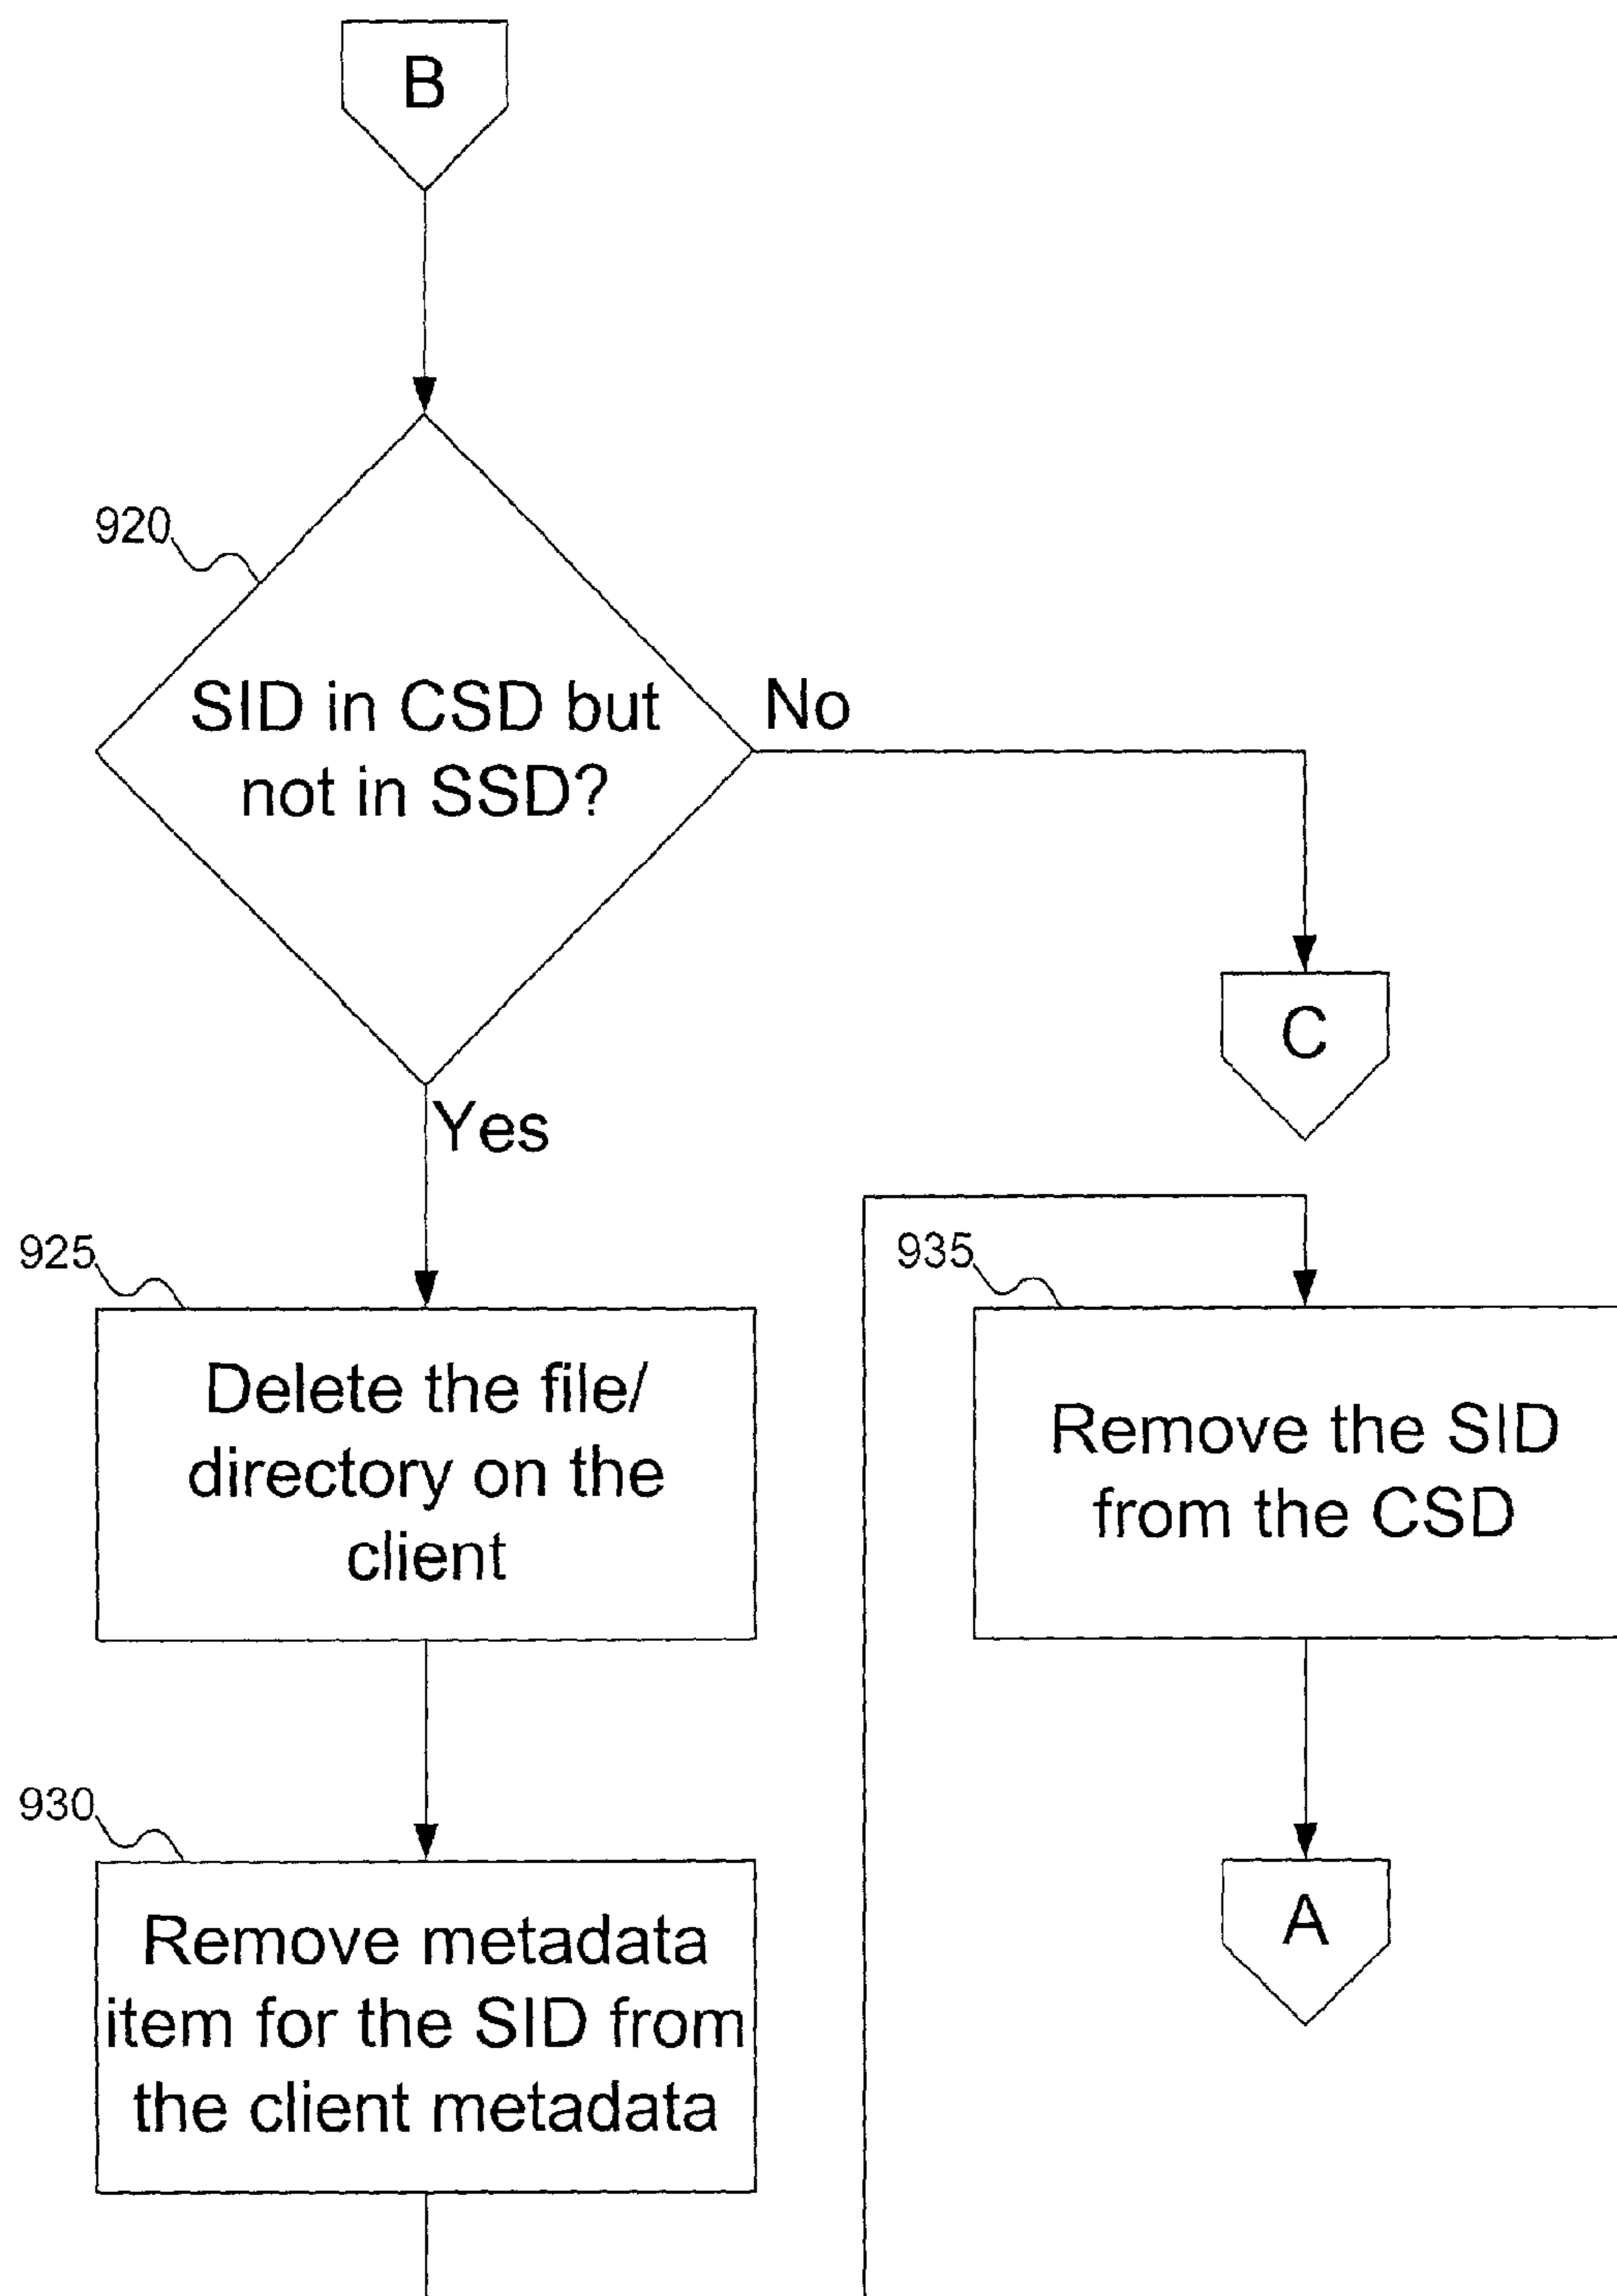 B
920
SID in CSD but
not in SSD?
No
C
Yes
925
Delete the file/
directory on the
client
935
Remove the SID
from the CSD
930
Remove metadata
item for the SID from
the client metadata
A